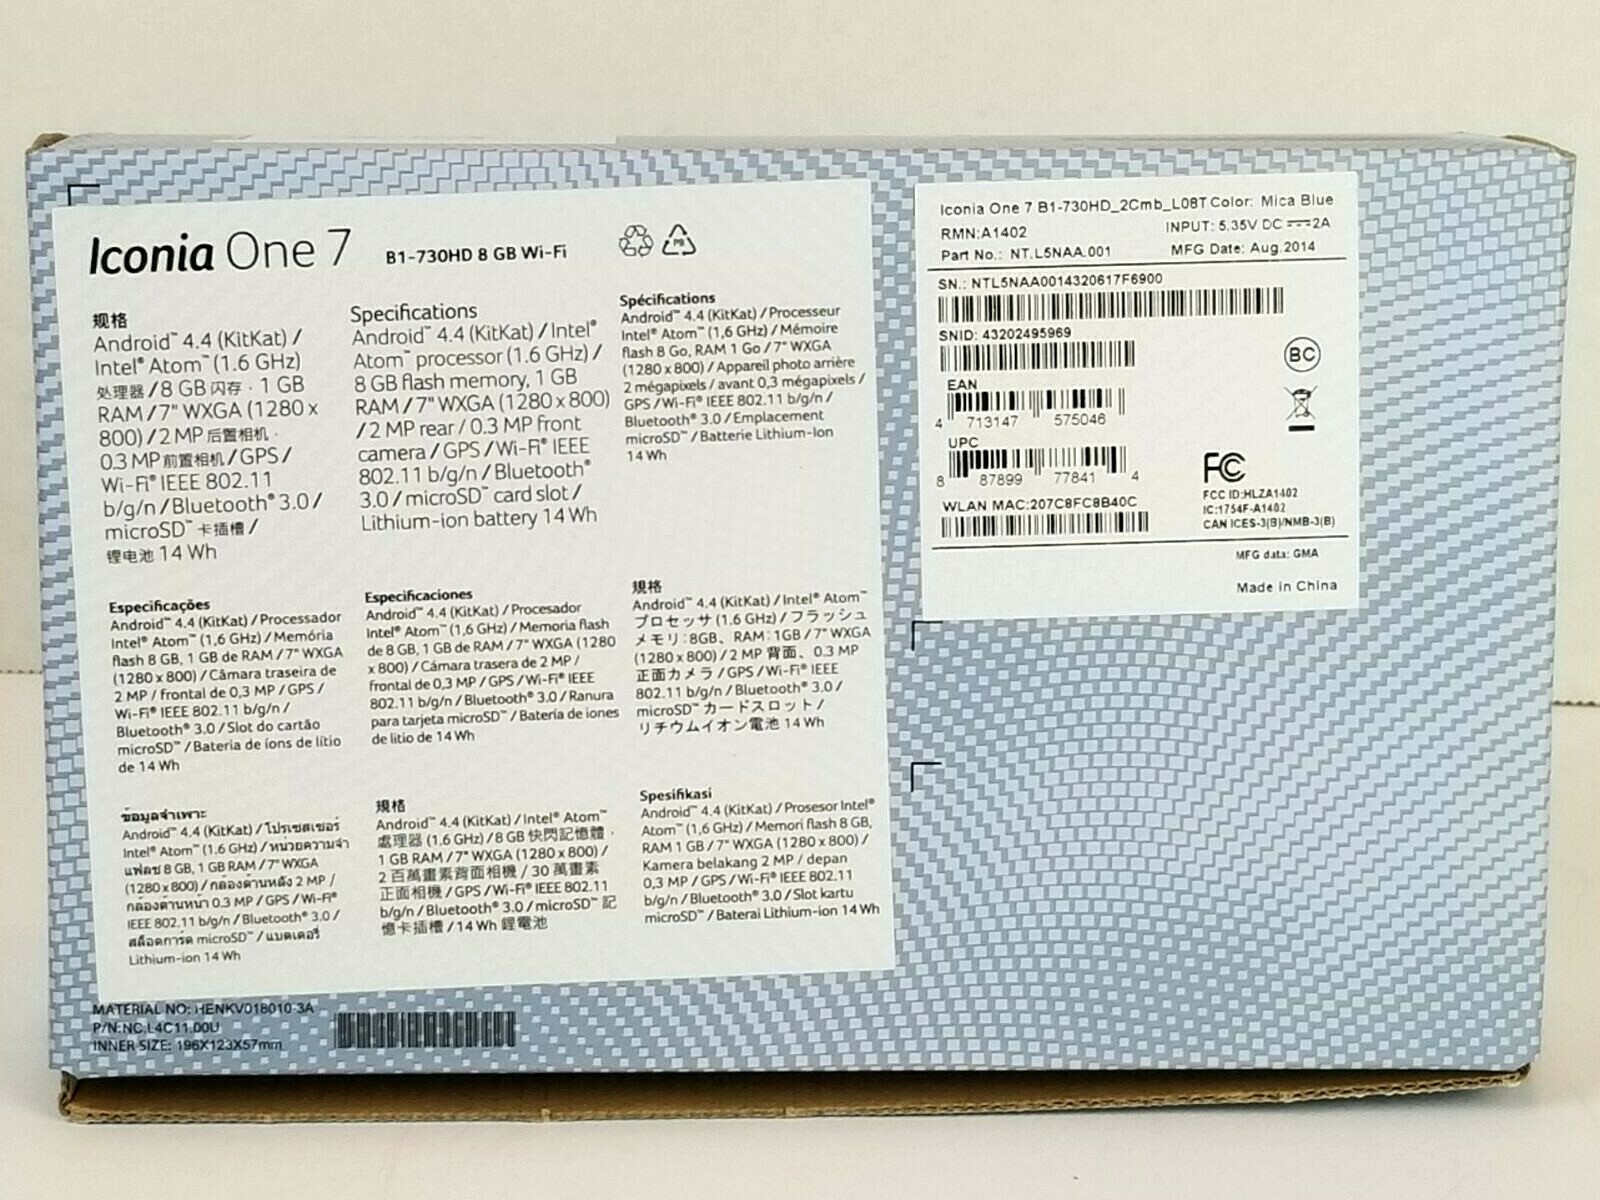 Iconia One 7 B1-730HD 8 GB Wi-Fi
PB
规格
Android™ 4.4 (KitKat) /
Intel® Atom™ (1.6 GHz)
处理器 / 8 GB 闪存 · 1 GB
RAM / 7" WXGA (1280 x
800) / 2 MP 后置相机 ·
0.3 MP 前置相机 / GPS /
Wi-Fi® IEEE 802.11
b/g/n / Bluetooth® 3.0 /
microSD™ 卡插槽 /
锂电池 14 Wh
Specifications
Android™ 4.4 (KitKat) / Intel®
Atom™ processor (1.6 GHz) /
8 GB flash memory, 1 GB
RAM / 7" WXGA (1280 x 800)
/ 2 MP rear / 0.3 MP front
camera / GPS / Wi-Fi® IEEE
802.11 b/g/n / Bluetooth®
3.0 / microSD™ card slot /
Lithium-ion battery 14 Wh
Spécifications
Android™ 4.4 (KitKat) / Processeur
Intel® Atom™ (1,6 GHz) / Mémoire
flash 8 Go, RAM 1 Go / 7" WXGA
(1280 x 800) / Appareil photo arrière
2 mégapixels / avant 0,3 mégapixels /
GPS / Wi-Fi® IEEE 802.11 b/g/n /
Bluetooth® 3.0 / Emplacement
microSD™ / Batterie Lithium-Ion
14 Wh
Especificações
Android™ 4.4 (KitKat) / Processador
Intel® Atom™ (1,6 GHz) / Memória
flash 8 GB, 1 GB de RAM / 7" WXGA
(1280 x 800) / Câmara traseira de
2 MP / frontal de 0,3 MP / GPS /
Wi-Fi® IEEE 802.11 b/g/n /
Bluetooth® 3.0 / Slot do cartão
microSD™ / Bateria de íons de lítio
de 14 Wh
Especificaciones
Android™ 4.4 (KitKat) / Procesador
Intel® Atom™ (1,6 GHz) / Memoria flash
de 8 GB, 1 GB de RAM / 7" WXGA (1280
x 800) / Cámara trasera de 2 MP /
frontal de 0,3 MP / GPS / Wi-Fi® IEEE
802.11 b/g/n / Bluetooth® 3.0 / Ranura
para tarjeta microSD™ / Batería de iones
de litio de 14 Wh
規格
Android™ 4.4 (KitKat) / Intel® Atom™
プロセッサ (1.6 GHz) / フラッシュ
メモリ : 8GB、RAM : 1GB / 7" WXGA
(1280 x 800) / 2 MP 背面、0.3 MP
正面カメラ / GPS / Wi-Fi® IEEE
802.11 b/g/n / Bluetooth® 3.0 /
microSD™ カードスロット /
リチウムイオン電池 14 Wh
ข้อมูลจำเพาะ
Android™ 4.4 (KitKat) / โปรเซสเซอร์
Intel® Atom™ (1.6 GHz) / หน่วยความจำ
แฟลช 8 GB, 1 GB RAM / 7" WXGA
(1280 x 800) / กล้องด้านหลัง 2 MP /
กล้องด้านหน้า 0.3 MP / GPS / Wi-Fi®
IEEE 802.11 b/g/n / Bluetooth® 3.0 /
สล็อตการ์ด microSD™ / แบตเตอรี่
Lithium-ion 14 Wh
規格
Android™ 4.4 (KitKat) / Intel® Atom™
處理器 (1.6 GHz) / 8 GB 快閃記憶體 ·
1 GB RAM / 7" WXGA (1280 x 800) /
2 百萬畫素背面相機 / 30 萬畫素
正面相機 / GPS / Wi-Fi® IEEE 802.11
b/g/n / Bluetooth® 3.0 / microSD™ 記
憶卡插槽 / 14 Wh 鋰電池
Spesifikasi
Android™ 4.4 (KitKat) / Prosesor Intel®
Atom™ (1,6 GHz) / Memori flash 8 GB,
RAM 1 GB / 7" WXGA (1280 x 800) /
Kamera belakang 2 MP / depan
0,3 MP / GPS / Wi-Fi® IEEE 802.11
b/g/n / Bluetooth® 3.0 / Slot kartu
microSD™ / Baterai Lithium-ion 14 Wh
MATERIAL NO: HENKV018010-3A
P/N:NC.L4C11.00U
INNER SIZE: 196X123X57mm
Iconia One 7 B1-730HD_2Cmb_L08T Color: Mica Blue
RMN:A1402 INPUT: 5.35V DC 2A
Part No.: NT.L5NAA.001 MFG Date: Aug.2014
SN.: NTL5NAA0014320617F6900
SNID: 43202495969
EAN
4 713147 575046
UPC
8 87899 77841 4
WLAN MAC:207C8FC8B40C
BC
FC
FCC ID:HLZA1402
IC:1754F-A1402
CAN ICES-3(B)/NMB-3(B)
MFG data: GMA
Made in China